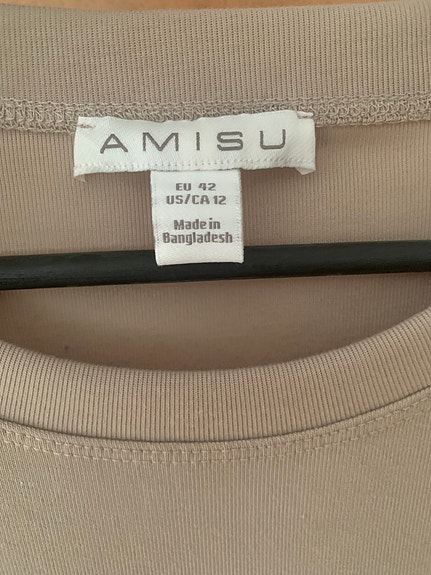 AMISU
EU 42
US/CA 12
Made in
Bangladesh